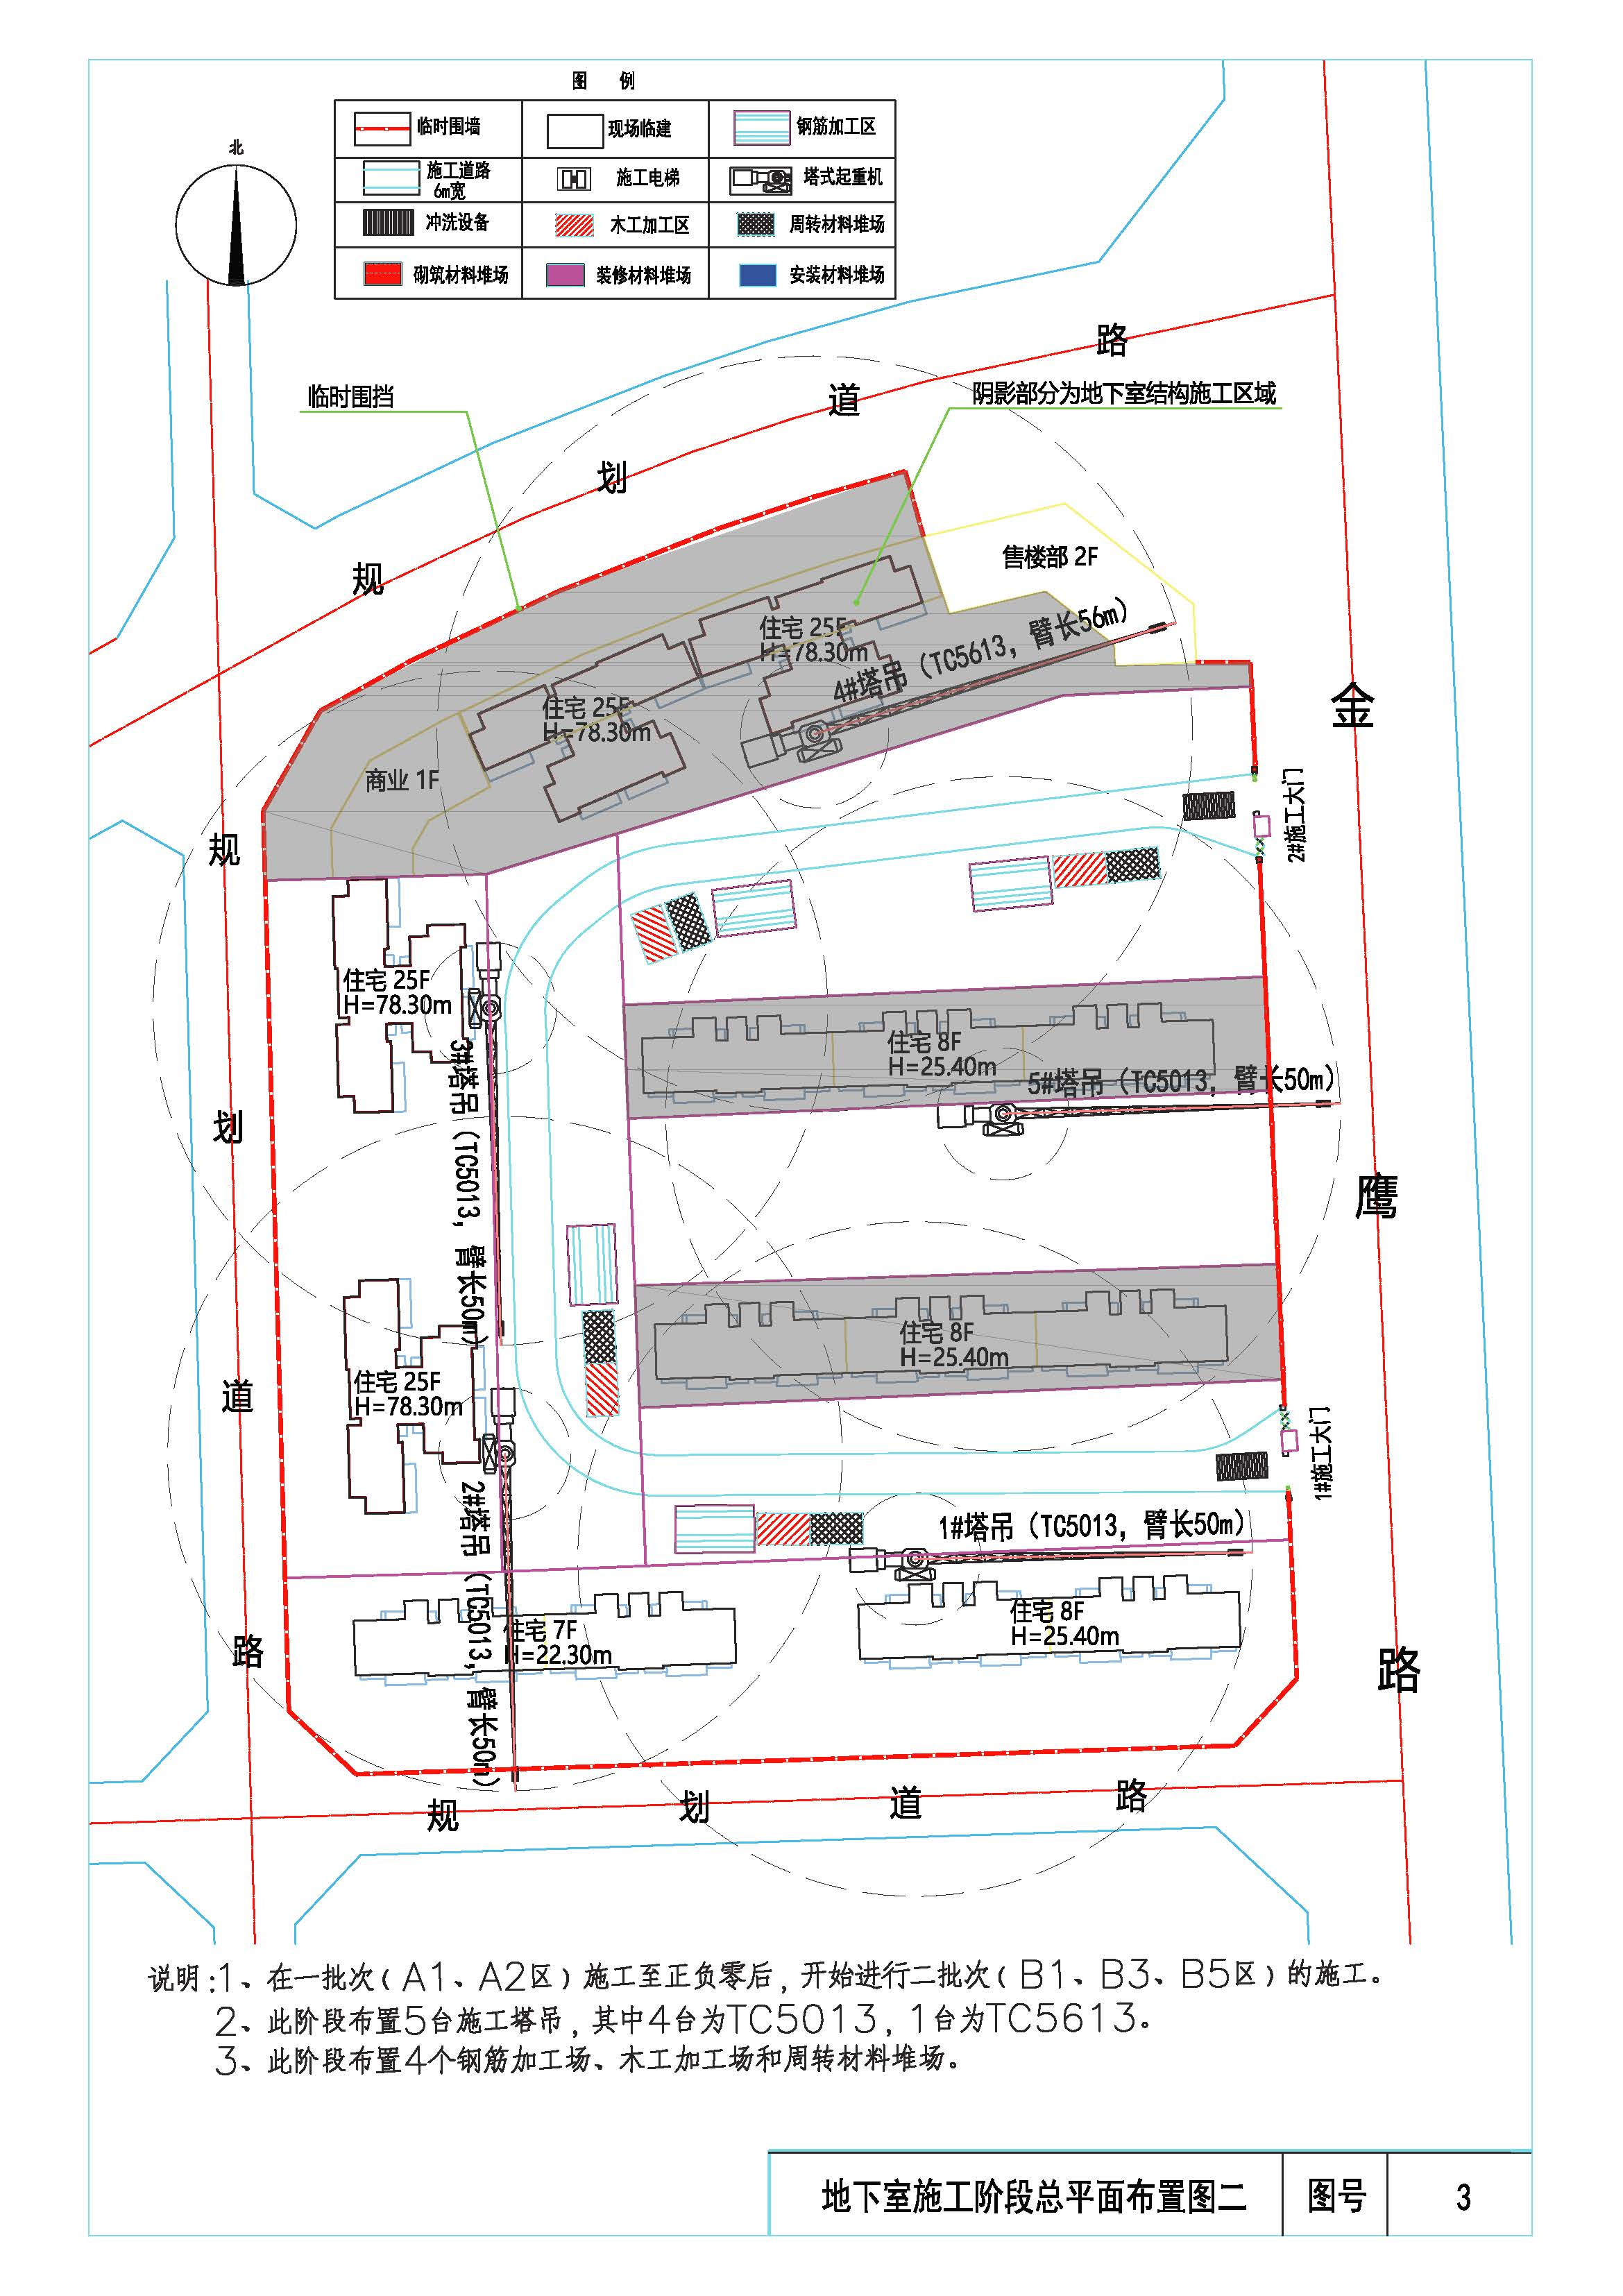 图 例
临时围墙
现场临建
钢筋加工区
施工道路
6m宽
施工电梯
塔式起重机
冲洗设备
木工加工区
周转材料堆场
砌筑材料堆场
装修材料堆场
安装材料堆场
北
临时围挡
阴影部分为地下室结构施工区域
规划道路
售楼部 2F
住宅 25F
H=78.30m
4#塔吊（TC5613，臂长56m）
住宅 25F
H=78.30m
商业 1F
金鹰路
2#施工大门
规划道路
住宅 25F
H=78.30m
3#塔吊（TC5013，臂长50m）
住宅 8F
H=25.40m
5#塔吊（TC5013，臂长50m）
住宅 8F
H=25.40m
住宅 25F
H=78.30m
2#塔吊（TC5013，臂长50m）
1#施工大门
1#塔吊（TC5013，臂长50m）
住宅 7F
H=22.30m
住宅 8F
H=25.40m
规划道路
说明:1、在一批次(A1、A2区)施工至正负零后,开始进行二批次(B1、B3、B5区)的施工。
2、此阶段布置5台施工塔吊,其中4台为TC5013,1台为TC5613。
3、此阶段布置4个钢筋加工场、木工加工场和周转材料堆场。
地下室施工阶段总平面布置图二 图号 3